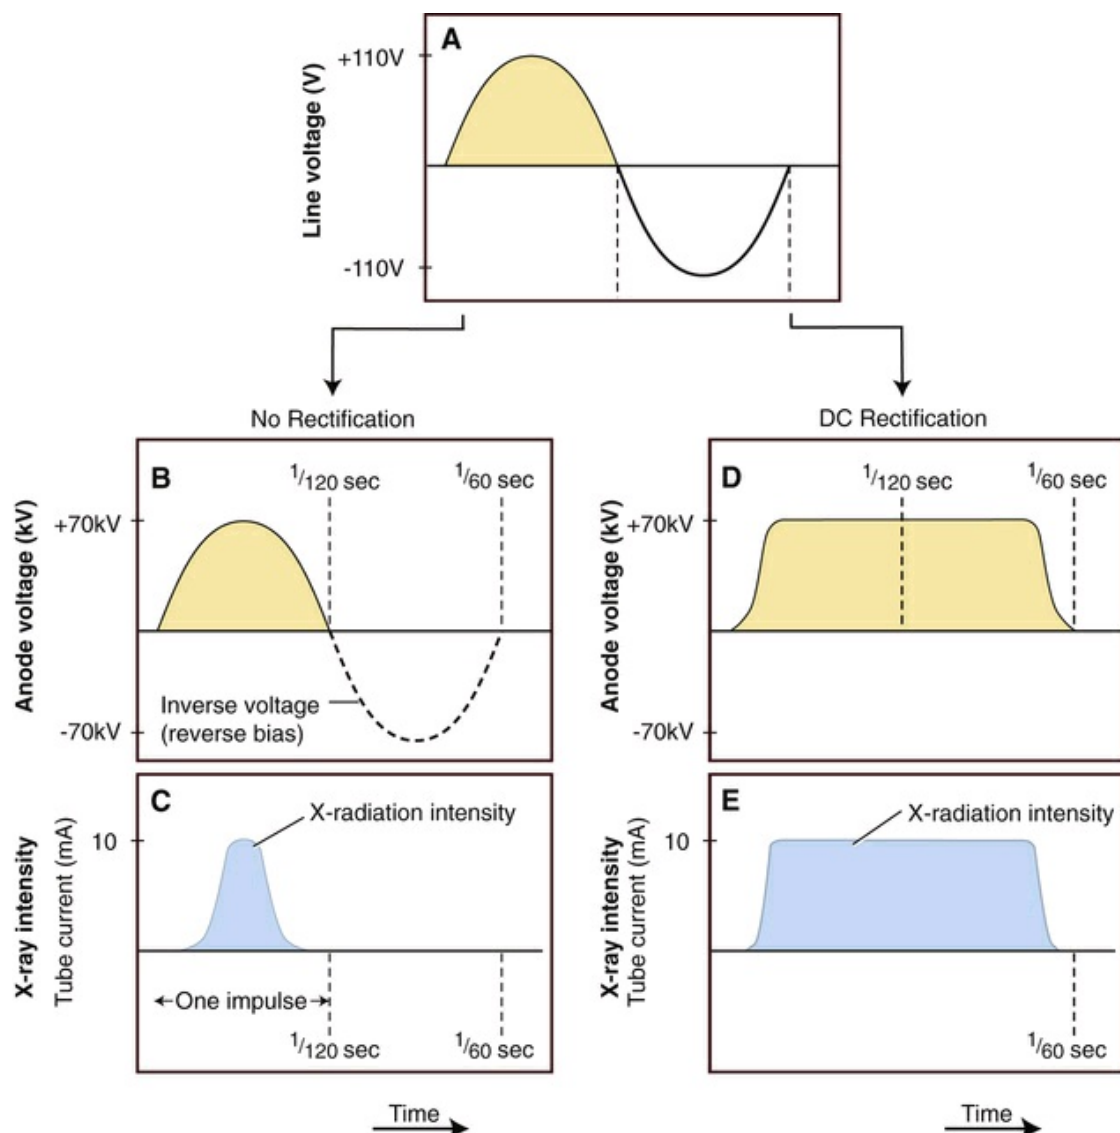 A
Line voltage (V)
+110V
-110V
No Rectification
DC Rectification
B
1/120 sec
1/60 sec
Anode voltage (kV)
+70kV
-70kV
Inverse voltage
(reverse bias)
D
1/120 sec
1/60 sec
Anode voltage (kV)
+70kV
-70kV
C
X-radiation intensity
X-ray intensity
Tube current (mA)
10
←One impulse→
1/120 sec
1/60 sec
E
X-radiation intensity
X-ray intensity
Tube current (mA)
10
1/60 sec
Time
Time